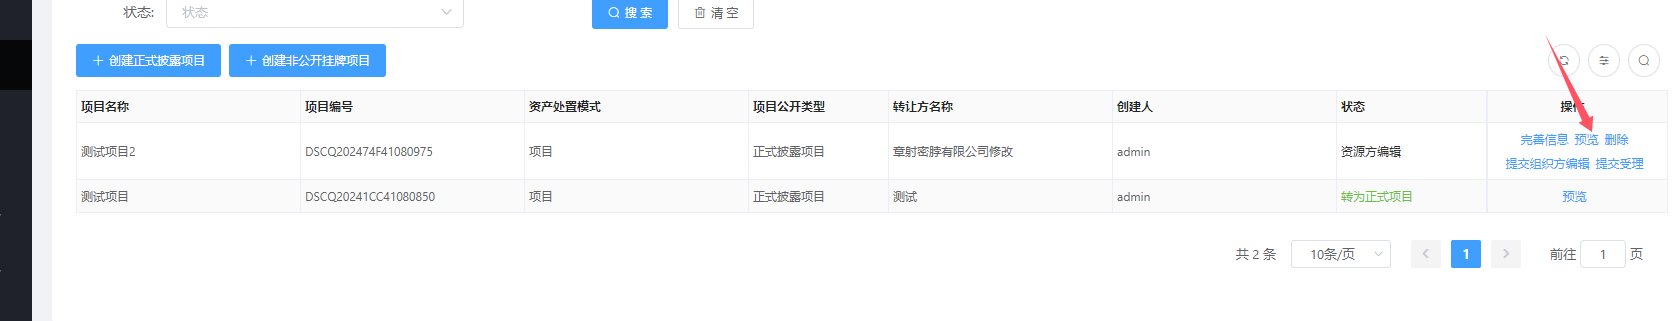 状态: 状态 搜 索 清 空
创建正式披露项目 创建非公开挂牌项目
项目名称 项目编号 资产处置模式 项目公开类型 转让方名称 创建人 状态 操作
完善信息 预览 删除
测试项目2 DSCQ202474F41080975 项目 正式披露项目 章射密脖有限公司修改 admin 资源方编辑
提交组织方编辑 提交受理
测试项目 DSCQ20241CC41080850 项目 正式披露项目 测试 admin 转为正式项目 预览
共 2 条 10条/页 1 前往 1 页